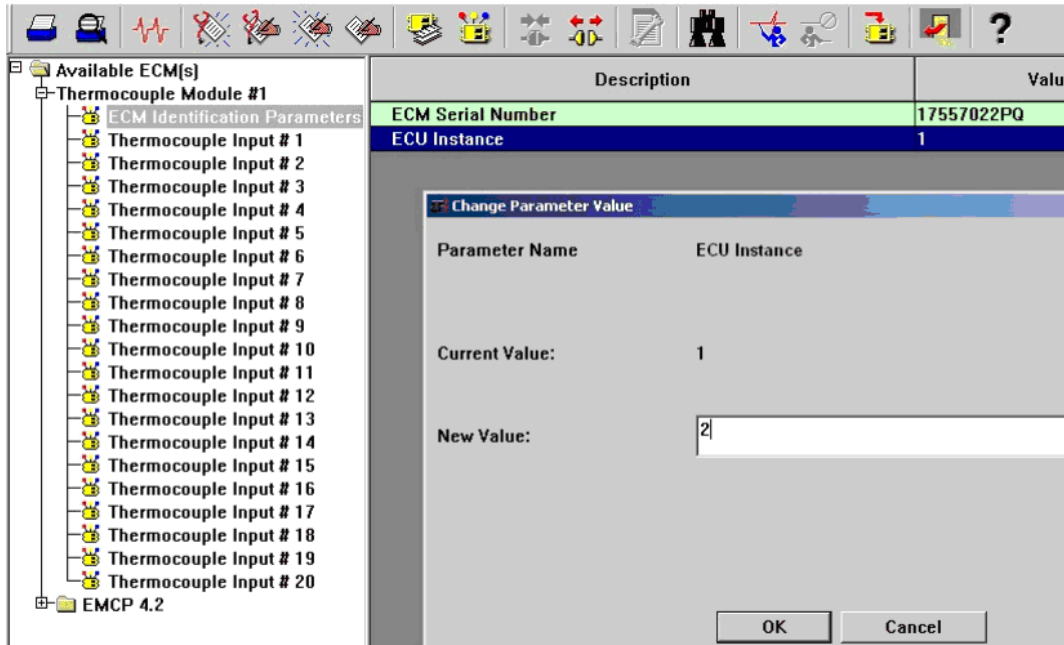 ?
Available ECM(s)
Thermocouple Module #1
ECM Identification Parameters
Thermocouple Input # 1
Thermocouple Input # 2
Thermocouple Input # 3
Thermocouple Input # 4
Thermocouple Input # 5
Thermocouple Input # 6
Thermocouple Input # 7
Thermocouple Input # 8
Thermocouple Input # 9
Thermocouple Input # 10
Thermocouple Input # 11
Thermocouple Input # 12
Thermocouple Input # 13
Thermocouple Input # 14
Thermocouple Input # 15
Thermocouple Input # 16
Thermocouple Input # 17
Thermocouple Input # 18
Thermocouple Input # 19
Thermocouple Input # 20
EMCP 4.2
Description Valu
ECM Serial Number 17557022PQ
ECU Instance 1
Change Parameter Value
Parameter Name ECU Instance
Current Value: 1
New Value: 2
OK Cancel